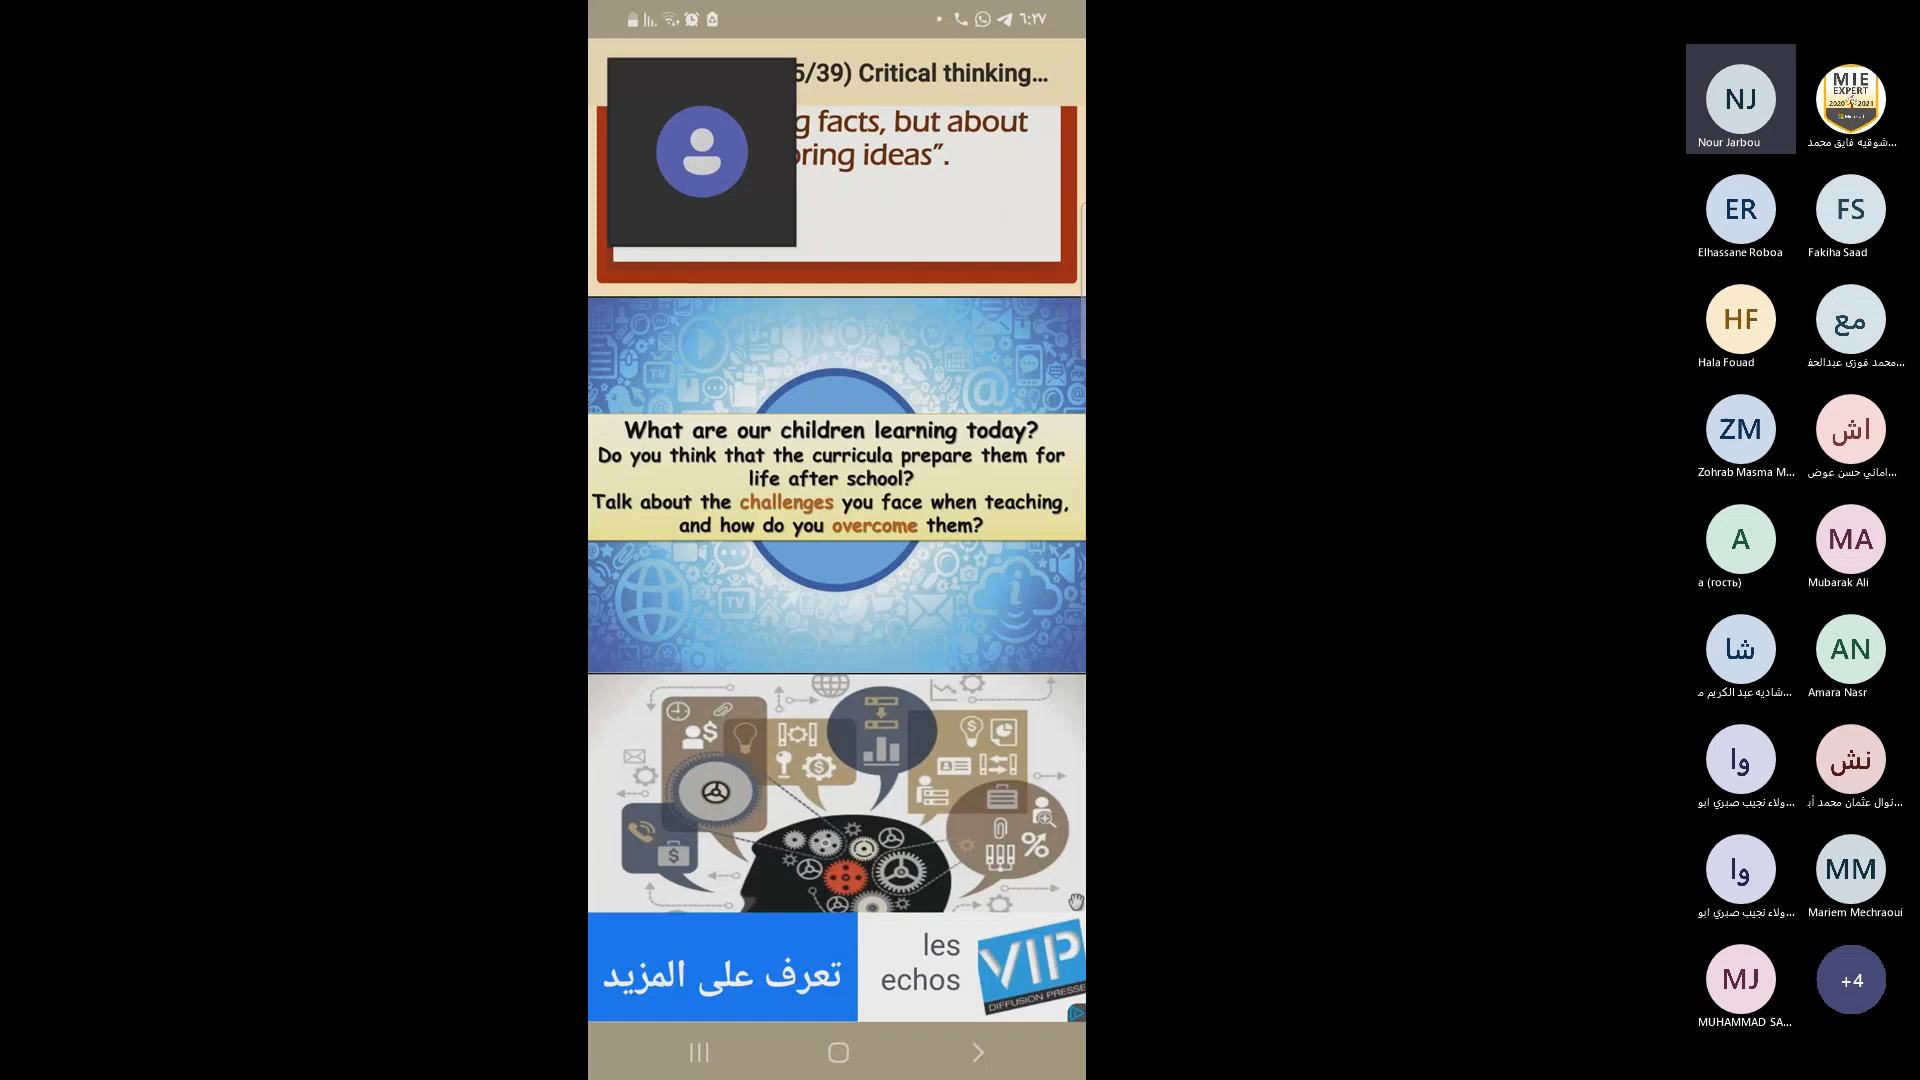 ٦:٢٧
5/39) Critical thinking...
g facts, but about
oring ideas”.
What are our children learning today?
Do you think that the curricula prepare them for
life after school?
Talk about the challenges you face when teaching,
and how do you overcome them?
TV
TV
les
echos
تعرف على المزيد
VIP
DIFFUSION PRESSE
NJ
Nour Jarbou
MIE
EXPERT
2020 2021
Microsoft
شوقيه فايق محمد...
ER
Elhassane Roboa
FS
Fakiha Saad
HF
Hala Fouad
مع
محمد فوزى عبدالحف...
ZM
Zohrab Masma M...
اش
اماني حسن عوض...
A
а (гость)
MA
Mubarak Ali
شا
شاديه عبد الكريم م...
AN
Amara Nasr
وا
ولاء نجيب صبري ابو...
نش
نوال عثمان محمد أب...
وا
ولاء نجيب صبري ابو...
MM
Mariem Mechraoui
MJ
MUHAMMAD SA...
+4